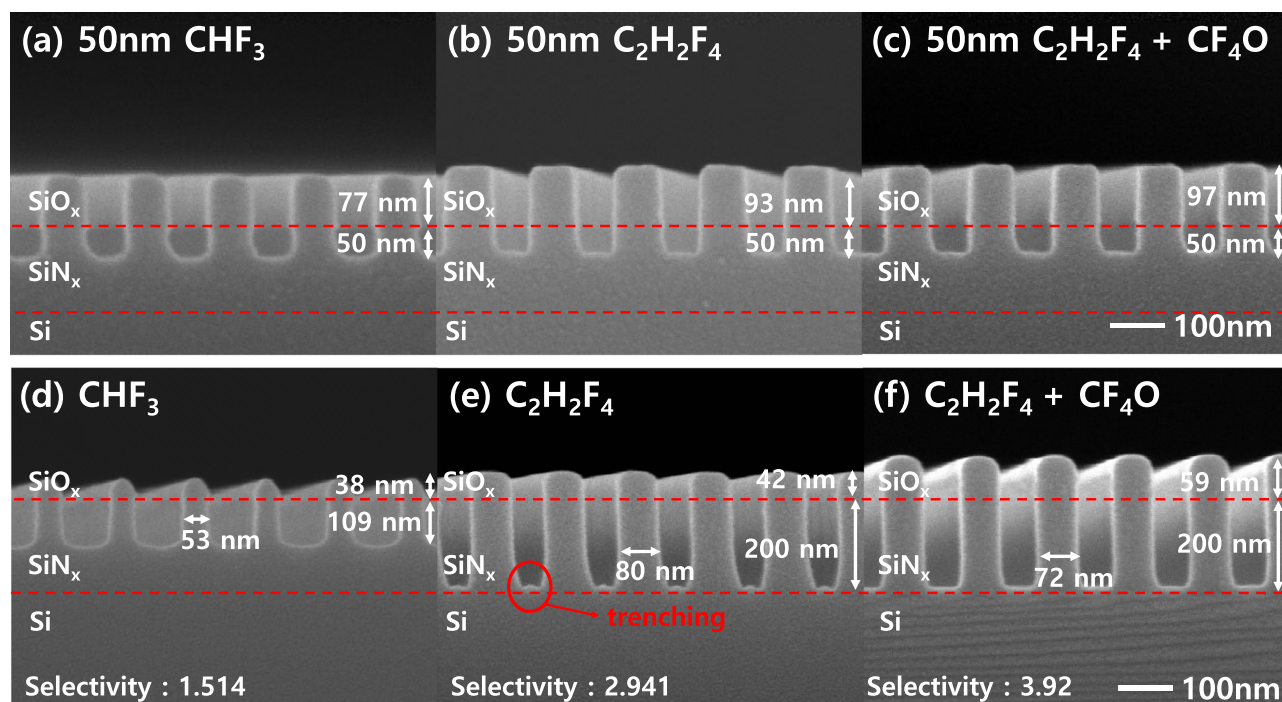 (a) 50nm CHF₃
(b) 50nm C₂H₂F₄
(c) 50nm C₂H₂F₄ + CF₄O
SiOₓ
77 nm
93 nm
97 nm
50 nm
50 nm
50 nm
SiNₓ
SiNₓ
SiNₓ
Si
Si
Si
100nm
(d) CHF₃
(e) C₂H₂F₄
(f) C₂H₂F₄ + CF₄O
SiOₓ
SiOₓ
SiOₓ
38 nm
42 nm
59 nm
109 nm
53 nm
200 nm
80 nm
200 nm
72 nm
SiNₓ
SiNₓ
SiNₓ
trenching
Si
Si
Si
Selectivity : 1.514
Selectivity : 2.941
Selectivity : 3.92
100nm